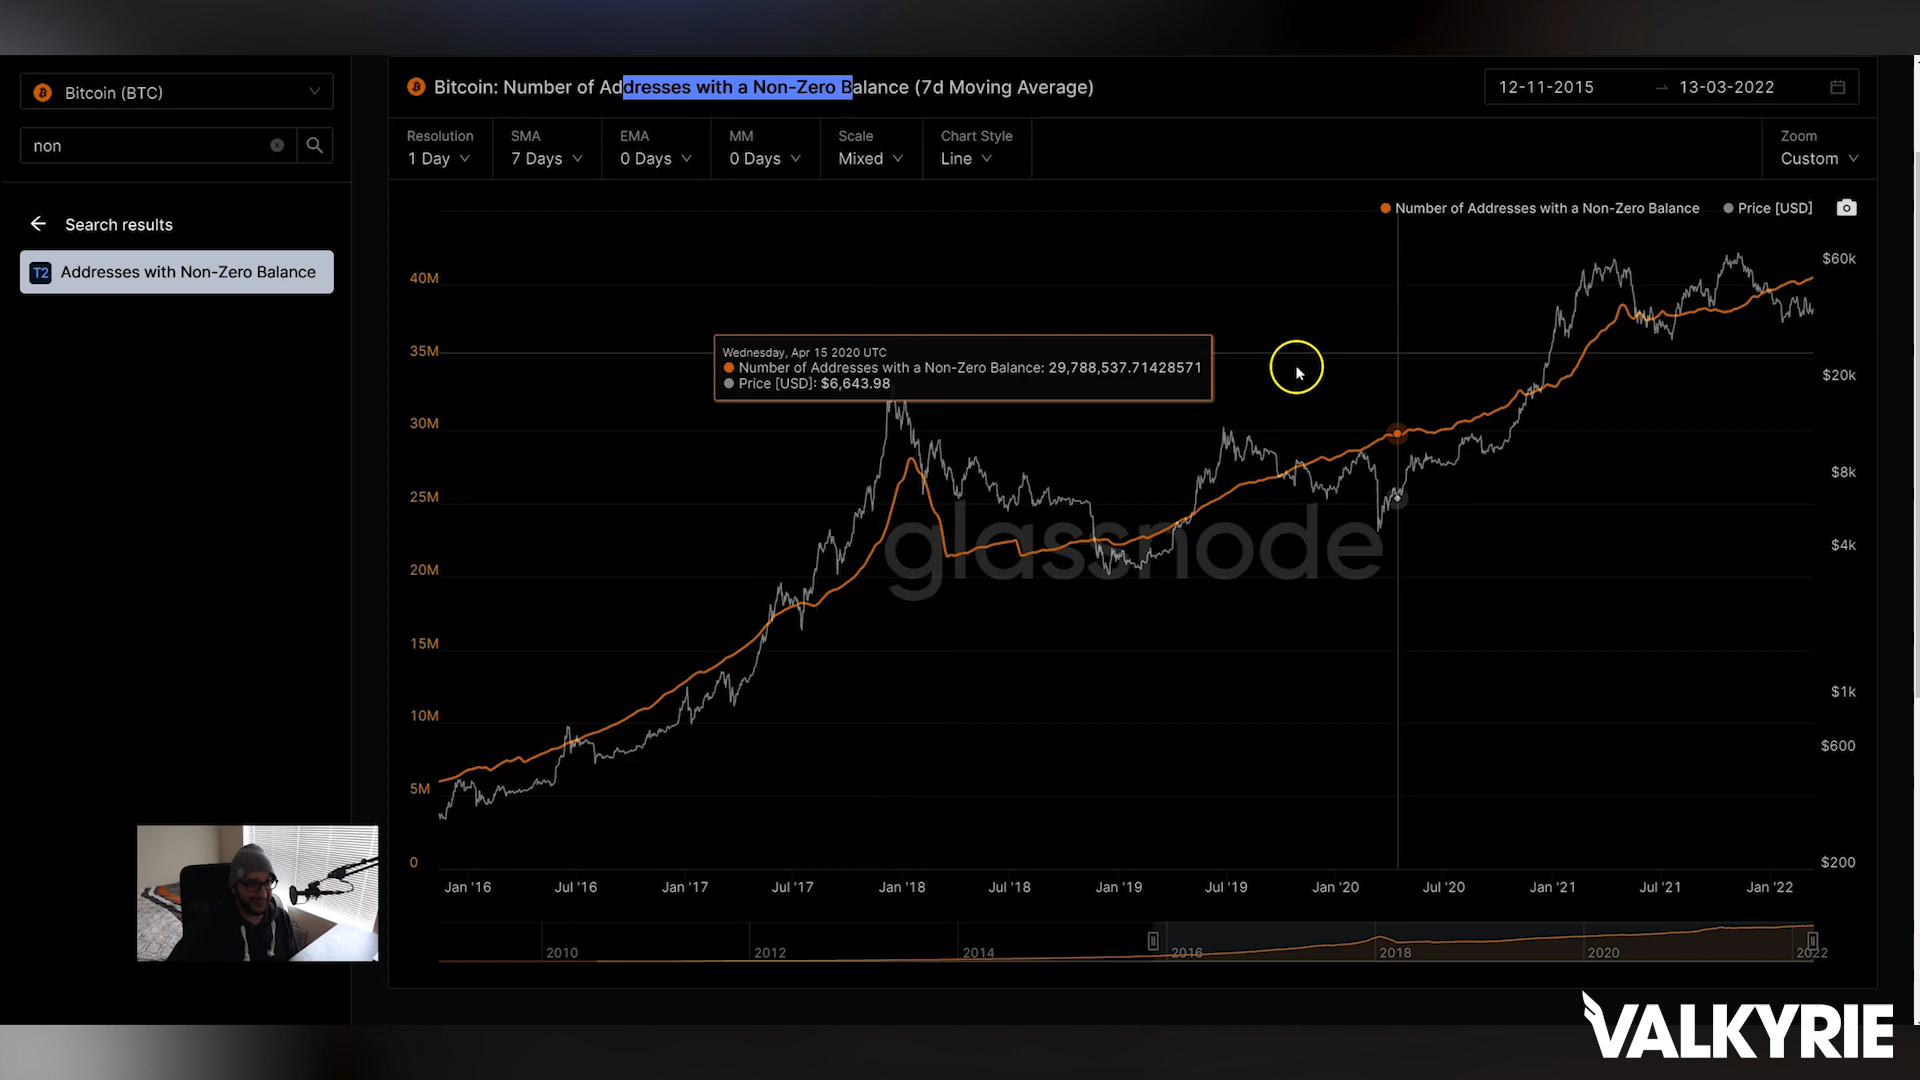 Bitcoin (BTC)
non
Search results
T2 Addresses with Non-Zero Balance
Bitcoin: Number of Addresses with a Non-Zero Balance (7d Moving Average)
12-11-2015 → 13-03-2022
Resolution
1 Day
SMA
7 Days
EMA
0 Days
MM
0 Days
Scale
Mixed
Chart Style
Line
Zoom
Custom
Number of Addresses with a Non-Zero Balance Price [USD]
40M
35M
30M
25M
20M
15M
10M
5M
0
Wednesday, Apr 15 2020 UTC
Number of Addresses with a Non-Zero Balance: 29,788,537.71428571
Price [USD]: $6,643.98
glassnode
$60k
$20k
$8k
$4k
$1k
$600
$200
Jan '16 Jul '16 Jan '17 Jul '17 Jan '18 Jul '18 Jan '19 Jul '19 Jan '20 Jul '20 Jan '21 Jul '21 Jan '22
2010 2012 2014 2016 2018 2020 2022
VALKYRIE